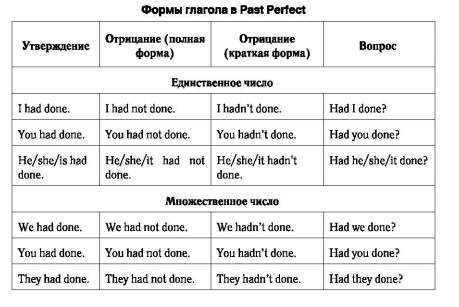 Формы глагола в Past Perfect
Утверждение
Отрицание (полная
форма)
Отрицание
(краткая форма)
Вопрос
Единственное число
I had done.
I had not done.
I hadn't done.
Had I done?
You had done.
You had not done.
You hadn't done.
Had you done?
He/she/is had
done.
He/she/it had not
done.
He/she/it hadn't
done.
Had he/she/it done?
Множественное число
We had done.
We had not done.
We hadn't done.
Had we done?
You had done.
You had not done.
You hadn't done.
Had you done?
They had done.
They had not done.
They hadn't done.
Had they done?